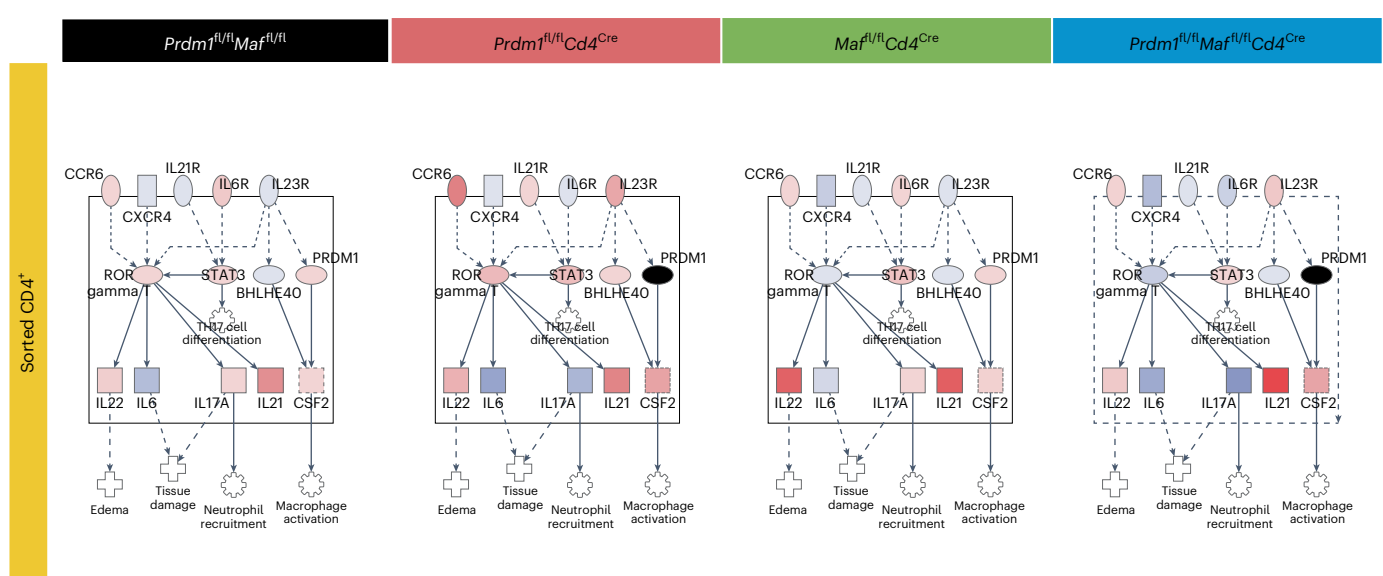 Prdm1fl/flMaffl/fl
Prdm1fl/flCd4Cre
Maffl/flCd4Cre
Prdm1fl/flMaffl/flCd4Cre
Sorted CD4+
CCR6
CXCR4
IL21R
IL6R
IL23R
ROR
gamma T
STAT3
BHLHE40
PRDM1
TH17 cell
differentiation
IL22
IL6
IL17A
IL21
CSF2
Edema
Tissue
damage
Neutrophil
recruitment
Macrophage
activation
CCR6
CXCR4
IL21R
IL6R
IL23R
ROR
gamma T
STAT3
BHLHE40
PRDM1
TH17 cell
differentiation
IL22
IL6
IL17A
IL21
CSF2
Edema
Tissue
damage
Neutrophil
recruitment
Macrophage
activation
CCR6
CXCR4
IL21R
IL6R
IL23R
ROR
gamma T
STAT3
BHLHE40
PRDM1
TH17 cell
differentiation
IL22
IL6
IL17A
IL21
CSF2
Edema
Tissue
damage
Neutrophil
recruitment
Macrophage
activation
CCR6
CXCR4
IL21R
IL6R
IL23R
ROR
gamma T
STAT3
BHLHE40
PRDM1
TH17 cell
differentiation
IL22
IL6
IL17A
IL21
CSF2
Edema
Tissue
damage
Neutrophil
recruitment
Macrophage
activation